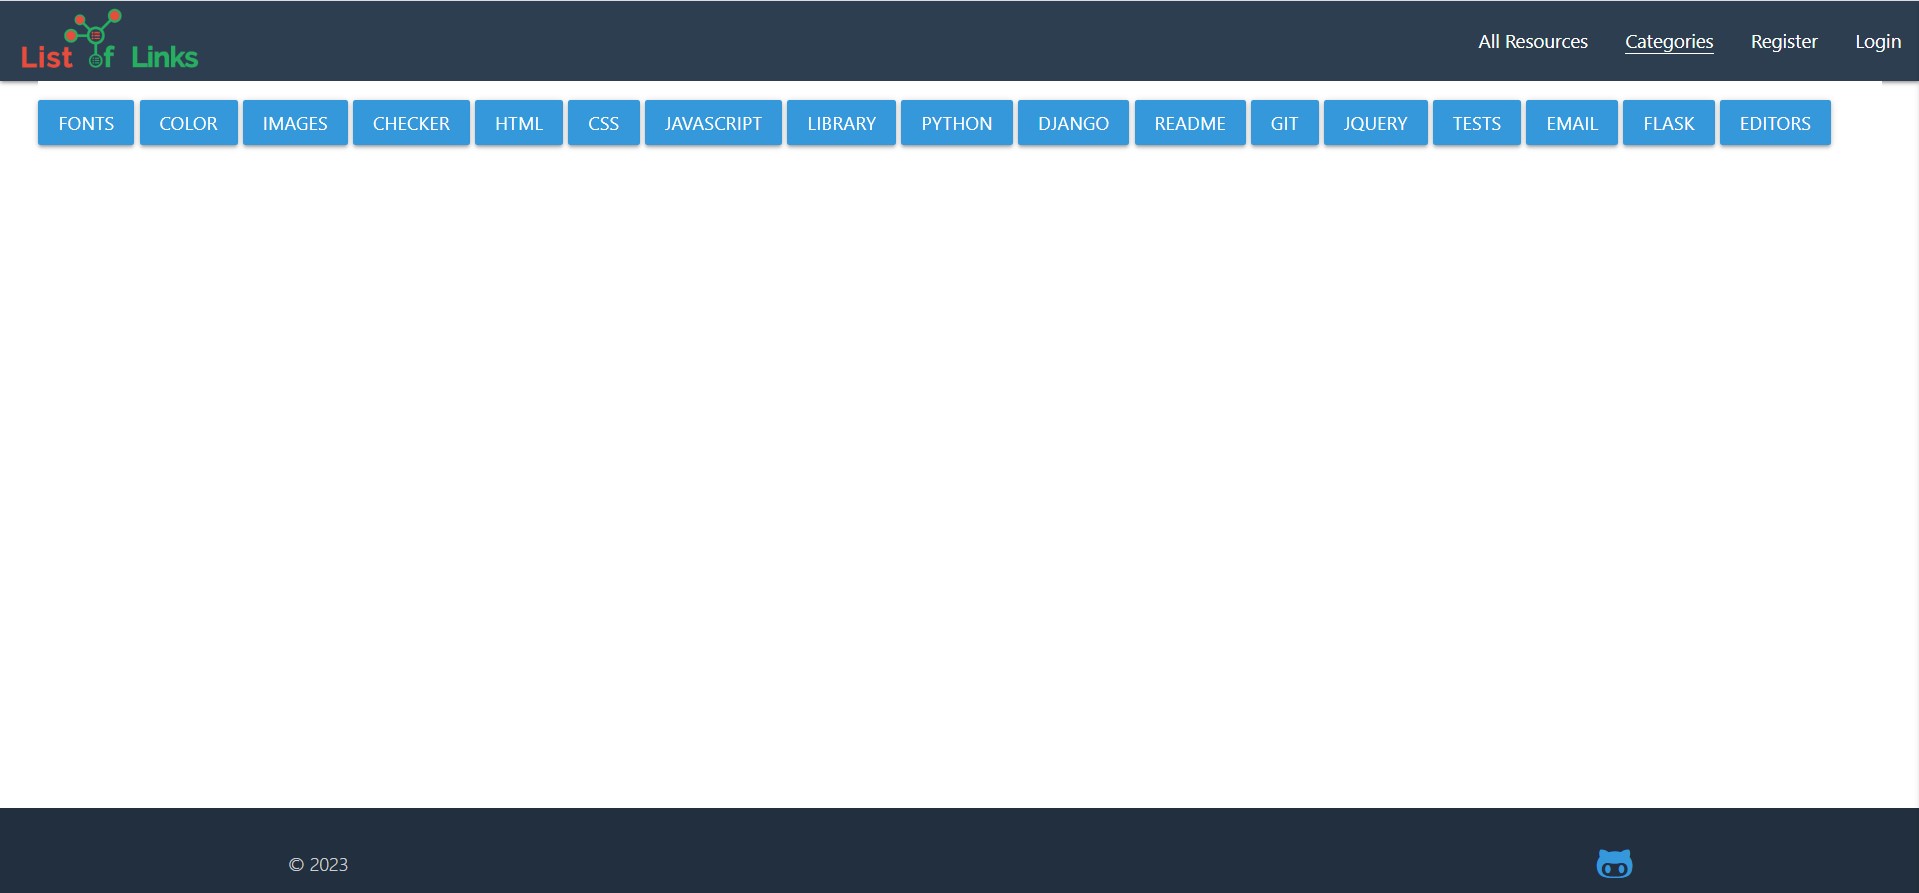 List Of Links
All Resources Categories Register Login
FONTS COLOR IMAGES CHECKER HTML CSS JAVASCRIPT LIBRARY PYTHON DJANGO README GIT JQUERY TESTS EMAIL FLASK EDITORS
© 2023